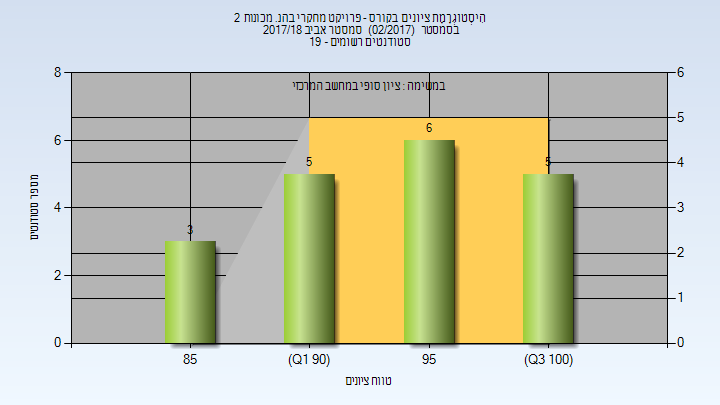 היסטוגרמת ציונים בקורס - פרויקט מחקרי בהנ. מכונות 2
בסמסטר (02/2017) סמסטר אביב 2017/18
סטודנטים רשומים - 19
במשימה : ציון סופי במחשב המרכזי
8
6
4
2
0
מספר סטודנטים
6
5
4
3
2
1
0
3
5
6
5
85
(Q1 90)
95
(Q3 100)
טווח ציונים